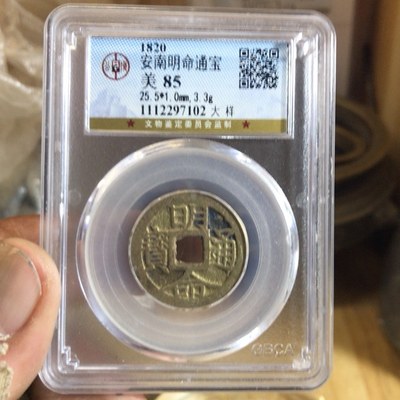 1820
安南明命通宝
美 85
25.5*1.0mm,3.3g
1112297102 大样
★ 文物鉴定委员会监制 ★
明命通寶
GBCA